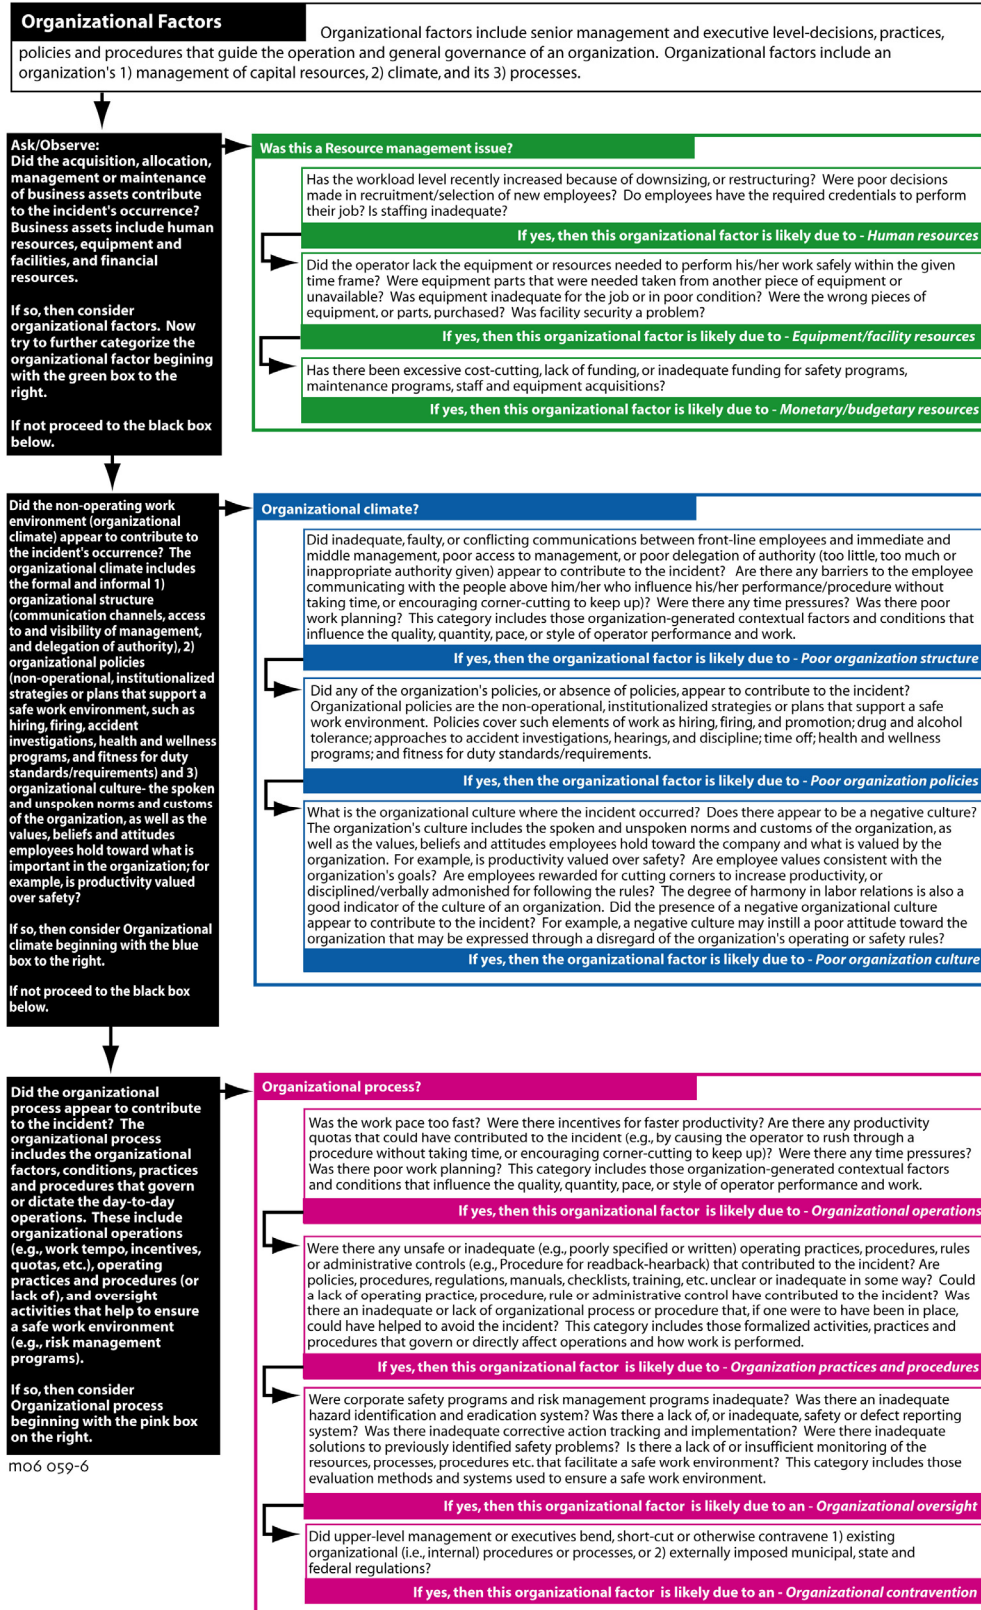 Organizational Factors
Organizational factors include senior management and executive level-decisions, practices,
policies and procedures that guide the operation and general governance of an organization. Organizational factors include an
organization's 1) management of capital resources, 2) climate, and its 3) processes.
Ask/Observe:
Did the acquisition, allocation,
management or maintenance
of business assets contribute
to the incident's occurrence?
Business assets include human
resources, equipment and
facilities, and financial
resources.
If so, then consider
organizational factors. Now
try to further categorize the
organizational factor begining
with the green box to the
right.
If not proceed to the black box
below.
Was this a Resource management issue?
Has the workload level recently increased because of downsizing, or restructuring? Were poor decisions
made in recruitment/selection of new employees? Do employees have the required credentials to perform
their job? Is staffing inadequate?
If yes, then this organizational factor is likely due to - Human resources
Did the operator lack the equipment or resources needed to perform his/her work safely within the given
time frame? Were equipment parts that were needed taken from another piece of equipment or
unavailable? Was equipment inadequate for the job or in poor condition? Were the wrong pieces of
equipment, or parts, purchased? Was facility security a problem?
If yes, then this organizational factor is likely due to - Equipment/facility resources
Has there been excessive cost-cutting, lack of funding, or inadequate funding for safety programs,
maintenance programs, staff and equipment acquisitions?
If yes, then this organizational factor is likely due to - Monetary/budgetary resources
Did the non-operating work
environment (organizational
climate) appear to contribute to
the incident's occurrence? The
organizational climate includes
the formal and informal 1)
organizational structure
(communication channels, access
to and visibility of management,
and delegation of authority), 2)
organizational policies
(non-operational, institutionalized
strategies or plans that support a
safe work environment, such as
hiring, firing, accident
investigations, health and wellness
programs, and fitness for duty
standards/requirements) and 3)
organizational culture- the spoken
and unspoken norms and customs
of the organization, as well as the
values, beliefs and attitudes
employees hold toward what is
important in the organization; for
example, is productivity valued
over safety?
If so, then consider Organizational
climate beginning with the blue
box to the right.
If not proceed to the black box
below.
Organizational climate?
Did inadequate, faulty, or conflicting communications between front-line employees and immediate and
middle management, poor access to management, or poor delegation of authority (too little, too much or
inappropriate authority given) appear to contribute to the incident? Are there any barriers to the employee
communicating with the people above him/her who influence his/her performance/procedure without
taking time, or encouraging corner-cutting to keep up)? Were there any time pressures? Was there poor
work planning? This category includes those organization-generated contextual factors and conditions that
influence the quality, quantity, pace, or style of operator performance and work.
If yes, then the organizational factor is likely due to - Poor organization structure
Did any of the organization's policies, or absence of policies, appear to contribute to the incident?
Organizational policies are the non-operational, institutionalized strategies or plans that support a safe
work environment. Policies cover such elements of work as hiring, firing, and promotion; drug and alcohol
tolerance; approaches to accident investigations, hearings, and discipline; time off; health and wellness
programs; and fitness for duty standards/requirements.
If yes, then the organizational factor is likely due to - Poor organization policies
What is the organizational culture where the incident occurred? Does there appear to be a negative culture?
The organization's culture includes the spoken and unspoken norms and customs of the organization, as
well as the values, beliefs and attitudes employees hold toward the company and what is valued by the
organization. For example, is productivity valued over safety? Are employee values consistent with the
organization's goals? Are employees rewarded for cutting corners to increase productivity, or
disciplined/verbally admonished for following the rules? The degree of harmony in labor relations is also a
good indicator of the culture of an organization. Did the presence of a negative organizational culture
appear to contribute to the incident? For example, a negative culture may instill a poor attitude toward the
organization that may be expressed through a disregard of the organization's operating or safety rules?
If yes, then the organizational factor is likely due to - Poor organization culture
Did the organizational
process appear to contribute
to the incident? The
organizational process
includes the organizational
factors, conditions, practices
and procedures that govern
or dictate the day-to-day
operations. These include
organizational operations
(e.g., work tempo, incentives,
quotas, etc.), operating
practices and procedures (or
lack of), and oversight
activities that help to ensure
a safe work environment
(e.g., risk management
programs).
If so, then consider
Organizational process
beginning with the pink box
on the right.
m06 059-6
Organizational process?
Was the work pace too fast? Were there incentives for faster productivity? Are there any productivity
quotas that could have contributed to the incident (e.g., by causing the operator to rush through a
procedure without taking time, or encouraging corner-cutting to keep up)? Were there any time pressures?
Was there poor work planning? This category includes those organization-generated contextual factors
and conditions that influence the quality, quantity, pace, or style of operator performance and work.
If yes, then this organizational factor is likely due to - Organizational operations
Were there any unsafe or inadequate (e.g., poorly specified or written) operating practices, procedures, rules
or administrative controls (e.g., Procedure for readback-hearback) that contributed to the incident? Are
policies, procedures, regulations, manuals, checklists, training, etc. unclear or inadequate in some way? Could
a lack of operating practice, procedure, rule or administrative control have contributed to the incident? Was
there an inadequate or lack of organizational process or procedure that, if one were to have been in place,
could have helped to avoid the incident? This category includes those formalized activities, practices and
procedures that govern or directly affect operations and how work is performed.
If yes, then this organizational factor is likely due to - Organization practices and procedures
Were corporate safety programs and risk management programs inadequate? Was there an inadequate
hazard identification and eradication system? Was there a lack of, or inadequate, safety or defect reporting
system? Was there inadequate corrective action tracking and implementation? Were there inadequate
solutions to previously identified safety problems? Is there a lack of or insufficient monitoring of the
resources, processes, procedures etc. that facilitate a safe work environment? This category includes those
evaluation methods and systems used to ensure a safe work environment.
If yes, then this organizational factor is likely due to an - Organizational oversight
Did upper-level management or executives bend, short-cut or otherwise contravene 1) existing
organizational (i.e., internal) procedures or processes, or 2) externally imposed municipal, state and
federal regulations?
If yes, then this organizational factor is likely due to an - Organizational contravention